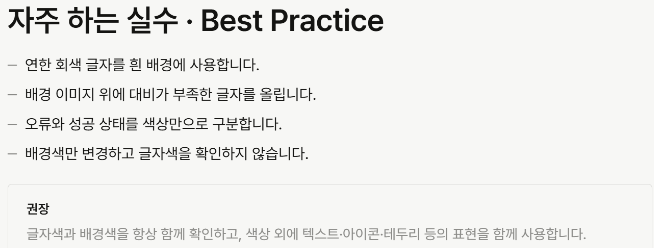 자주 하는 실수 · Best Practice
— 연한 회색 글자를 흰 배경에 사용합니다.
— 배경 이미지 위에 대비가 부족한 글자를 올립니다.
— 오류와 성공 상태를 색상만으로 구분합니다.
— 배경색만 변경하고 글자색을 확인하지 않습니다.
권장
글자색과 배경색을 항상 함께 확인하고, 색상 외에 텍스트·아이콘·테두리 등의 표현을 함께 사용합니다.